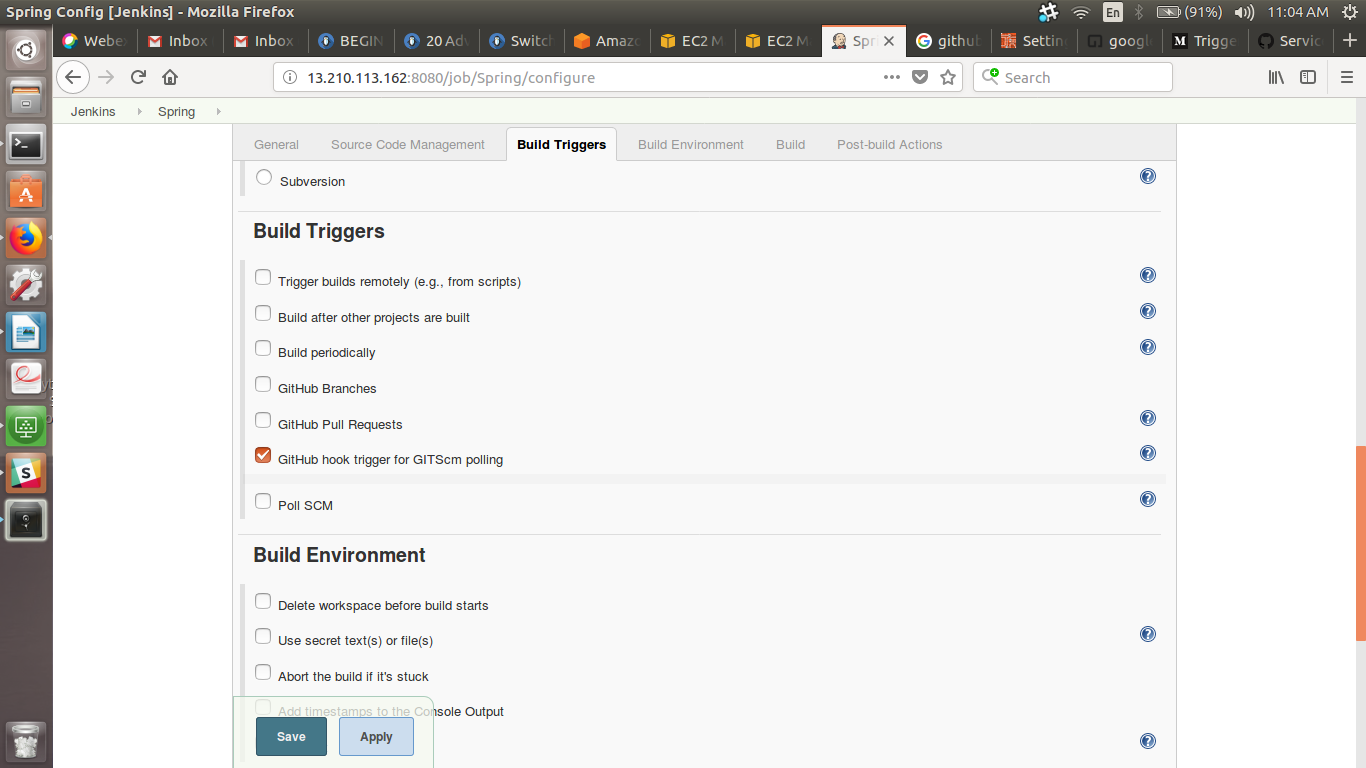 Spring Config [Jenkins] - Mozilla Firefox
En (91%) 11:04 AM
Webex Inbox Inbox BEGIN 20 Adv Switch Amazo EC2 M EC2 M Spri github Settin google Trigge Servic
13.210.113.162:8080/job/Spring/configure
Search
Jenkins Spring
General Source Code Management Build Triggers Build Environment Build Post-build Actions
Subversion
Build Triggers
Trigger builds remotely (e.g., from scripts)
Build after other projects are built
Build periodically
GitHub Branches
GitHub Pull Requests
GitHub hook trigger for GITScm polling
Poll SCM
Build Environment
Delete workspace before build starts
Use secret text(s) or file(s)
Abort the build if it's stuck
Add timestamps to the Console Output
Save Apply